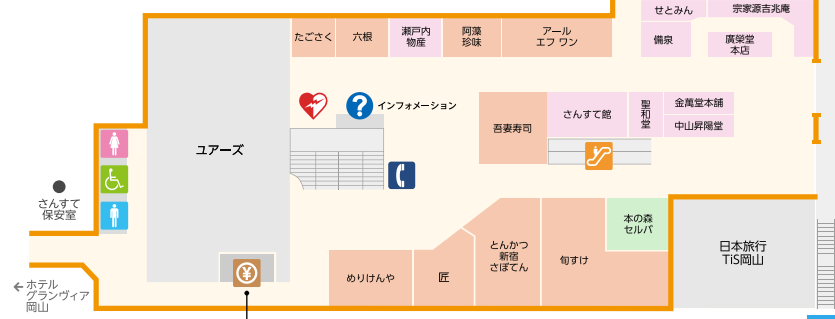 せとみん
宗家源吉兆庵
備泉
廣榮堂
本店
たごさく
六根
瀬戸内
物産
阿藻
珍味
アール
エフ ワン
インフォメーション
吾妻寿司
さんすて館
聖和堂
金萬堂本舗
中山昇陽堂
ユアーズ
さんすて
保安室
本の森
セルバ
日本旅行
TiS岡山
とんかつ
新宿
さぼてん
旬すけ
めりけんや
匠
ホテル
グランヴィア
岡山